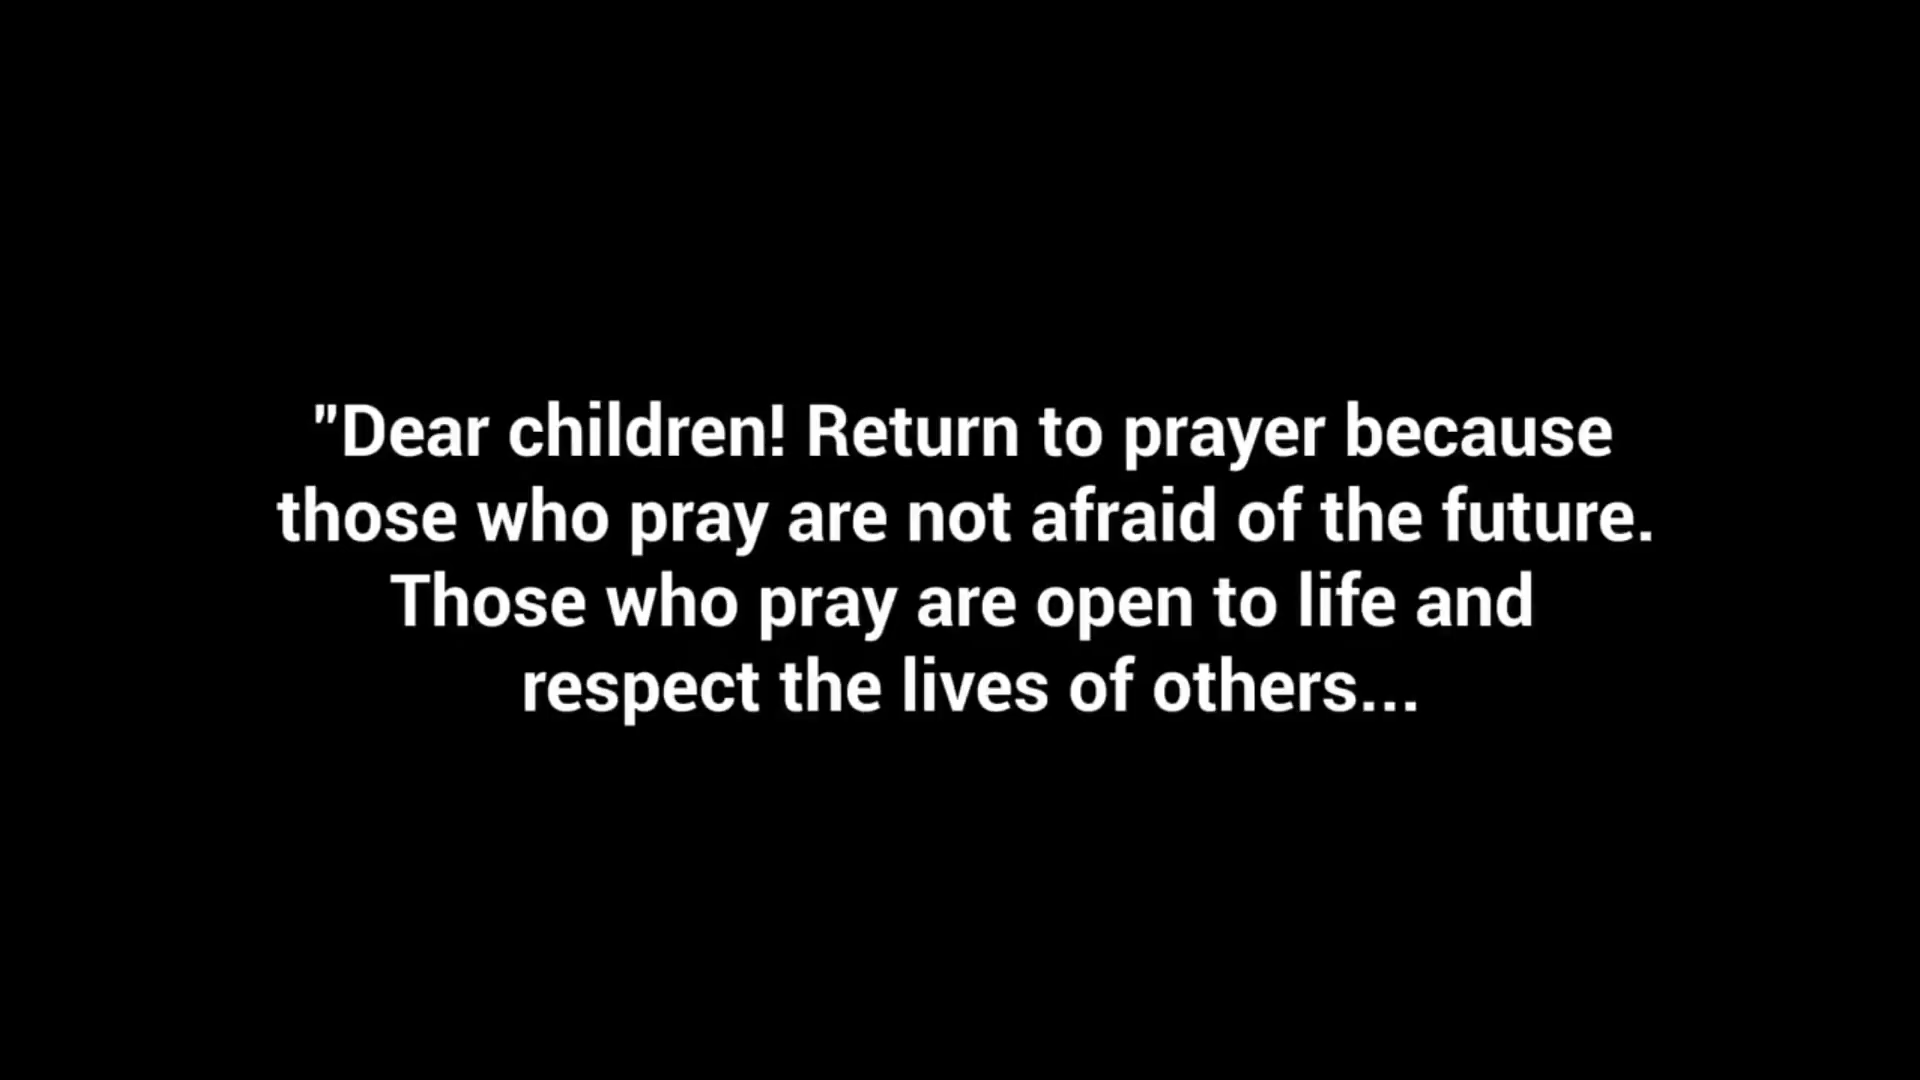 "Dear children! Return to prayer because
those who pray are not afraid of the future.
Those who pray are open to life and
respect the lives of others...